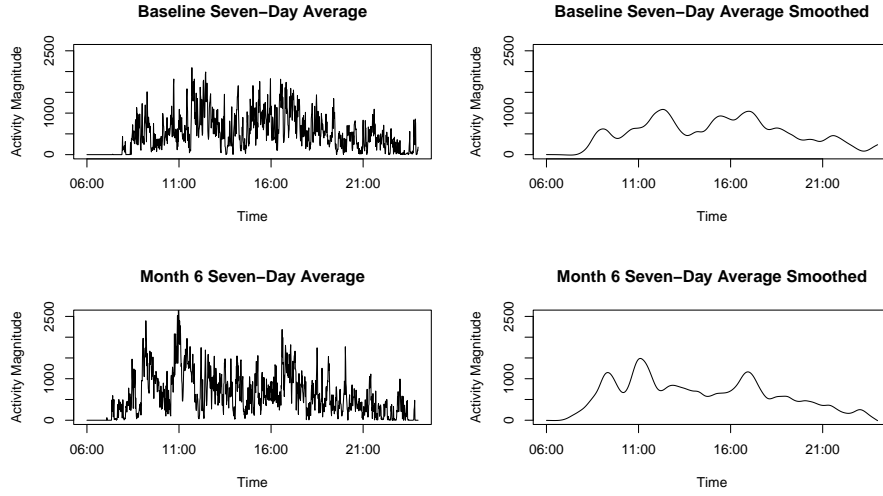 Baseline Seven−Day Average
Activity Magnitude
0 1000 2500
06:00 11:00 16:00 21:00
Time
Baseline Seven−Day Average Smoothed
Activity Magnitude
0 1000 2500
06:00 11:00 16:00 21:00
Time
Month 6 Seven−Day Average
Activity Magnitude
0 1000 2500
06:00 11:00 16:00 21:00
Time
Month 6 Seven−Day Average Smoothed
Activity Magnitude
0 1000 2500
06:00 11:00 16:00 21:00
Time